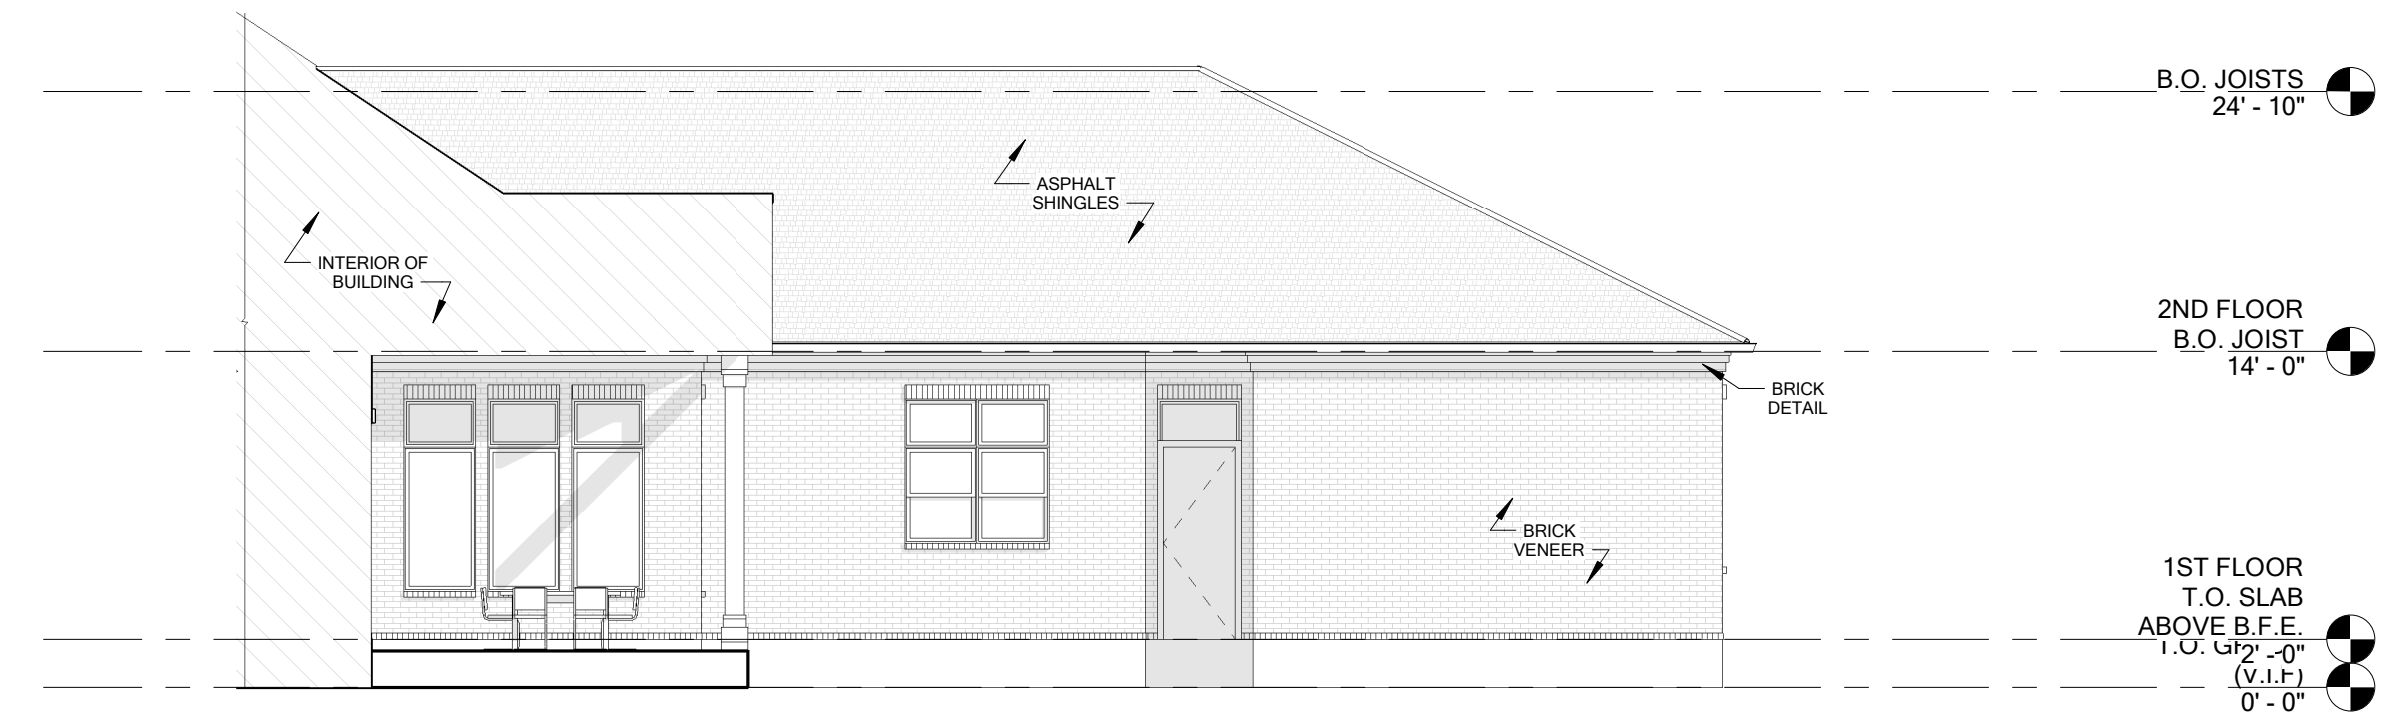 B.O. JOISTS
24' - 10"
ASPHALT
SHINGLES
INTERIOR OF
BUILDING
2ND FLOOR
B.O. JOIST
14' - 0"
BRICK
DETAIL
BRICK
VENEER
1ST FLOOR
T.O. SLAB
ABOVE B.F.E.
2' - 0"
T.O.
(V.I.F)
0' - 0"